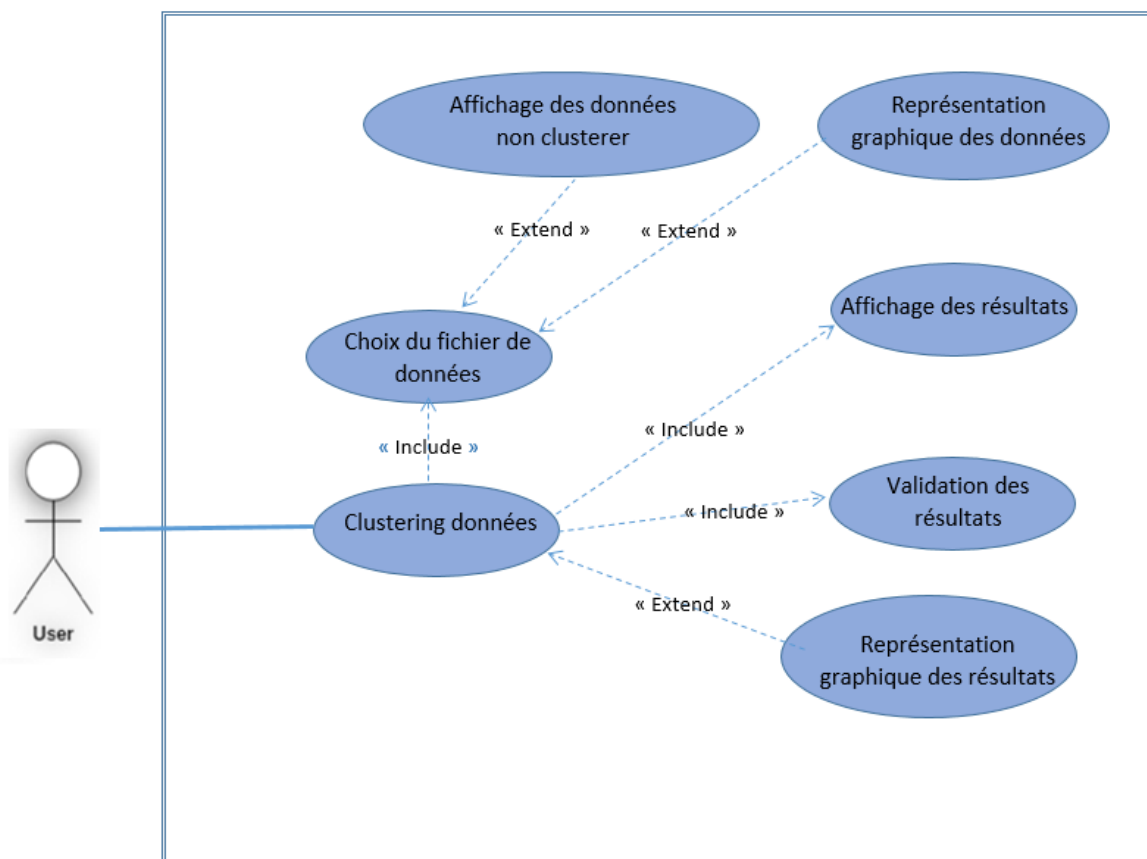 Affichage des données
non clusterer
Représentation
graphique des données
« Extend »
« Extend »
Affichage des résultats
Choix du fichier de
données
« Include »
« Include »
Clustering données
Validation des
résultats
« Include »
« Extend »
Représentation
graphique des résultats
User